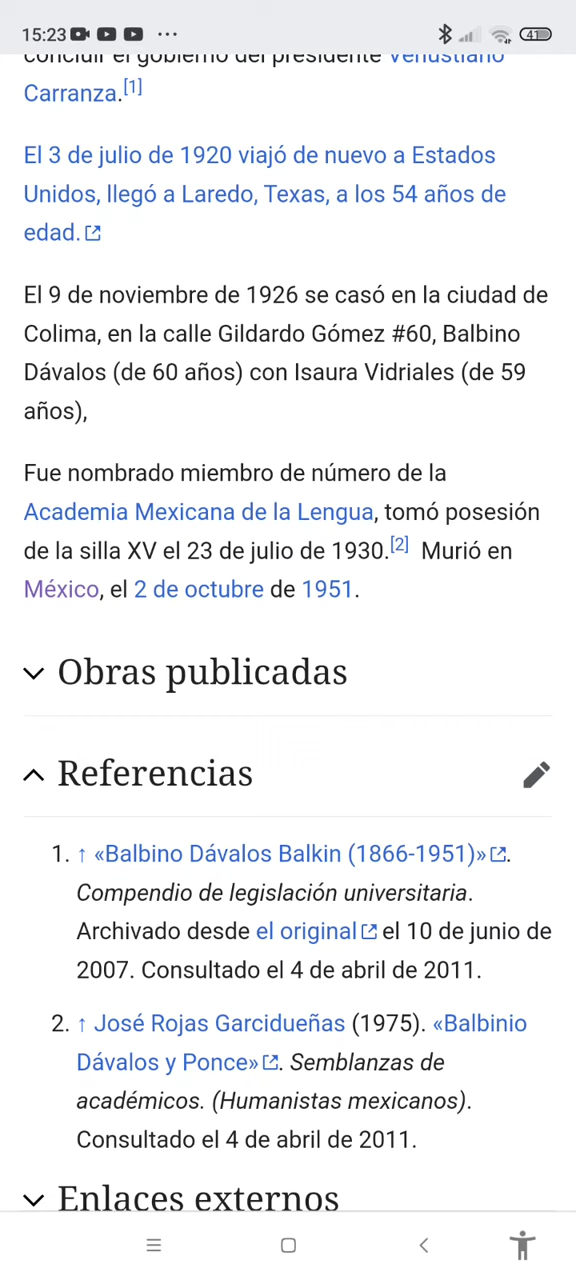 15:23 ... 41
concluir el gobierno del presidente Venustiano
Carranza.[1]
El 3 de julio de 1920 viajó de nuevo a Estados
Unidos, llegó a Laredo, Texas, a los 54 años de
edad.
El 9 de noviembre de 1926 se casó en la ciudad de
Colima, en la calle Gildardo Gómez #60, Balbino
Dávalos (de 60 años) con Isaura Vidriales (de 59
años),
Fue nombrado miembro de número de la
Academia Mexicana de la Lengua, tomó posesión
de la silla XV el 23 de julio de 1930.[2] Murió en
México, el 2 de octubre de 1951.
Obras publicadas
Referencias
1. ↑ «Balbino Dávalos Balkin (1866-1951)».
Compendio de legislación universitaria.
Archivado desde el original el 10 de junio de
2007. Consultado el 4 de abril de 2011.
2. ↑ José Rojas Garcidueñas (1975). «Balbinio
Dávalos y Ponce». Semblanzas de
académicos. (Humanistas mexicanos).
Consultado el 4 de abril de 2011.
Enlaces externos